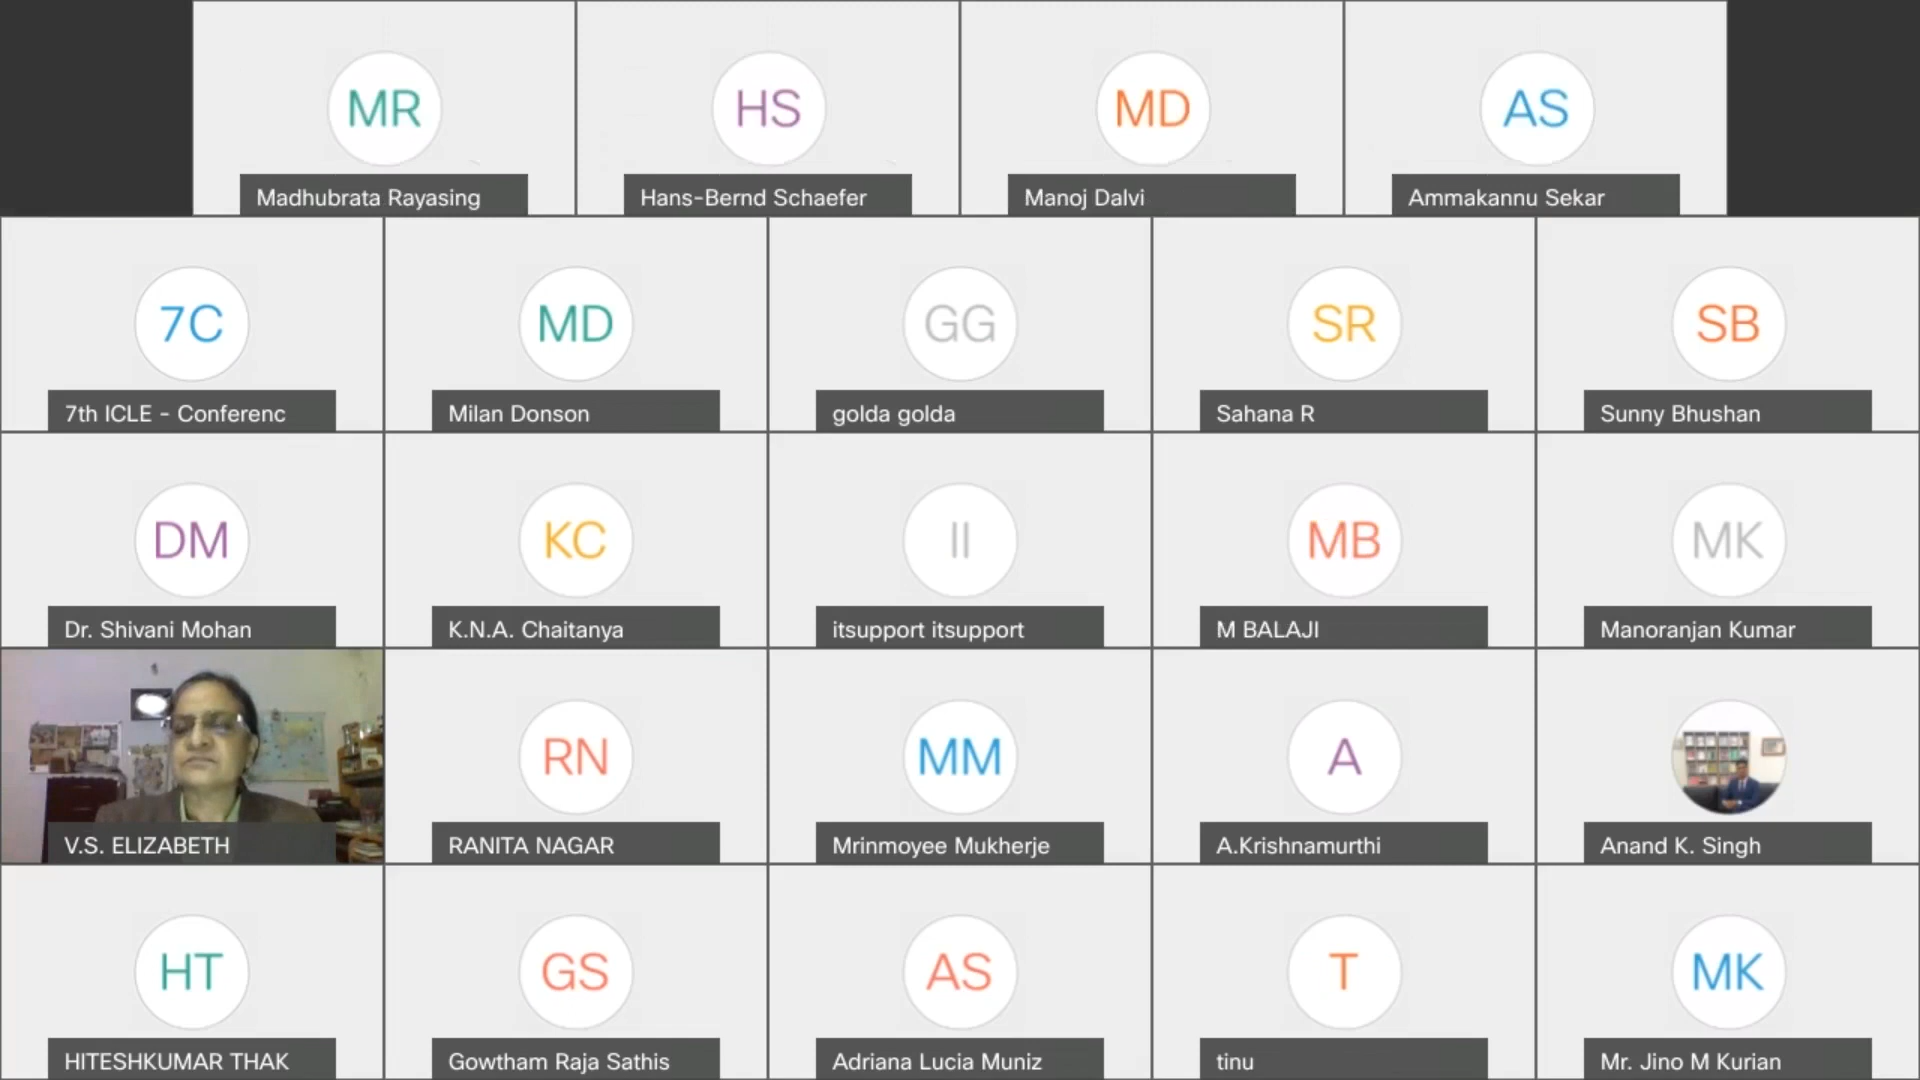 MR
HS
MD
AS
Madhubrata Rayasing
Hans-Bernd Schaefer
Manoj Dalvi
Ammakannu Sekar
7C
MD
GG
SR
SB
7th ICLE - Conferenc
Milan Donson
golda golda
Sahana R
Sunny Bhushan
DM
KC
II
MB
MK
Dr. Shivani Mohan
K.N.A. Chaitanya
itsupport itsupport
M BALAJI
Manoranjan Kumar
RN
MM
A
V.S. ELIZABETH
RANITA NAGAR
Mrinmoyee Mukherje
A.Krishnamurthi
Anand K. Singh
HT
GS
AS
T
MK
HITESHKUMAR THAK
Gowtham Raja Sathis
Adriana Lucia Muniz
tinu
Mr. Jino M Kurian